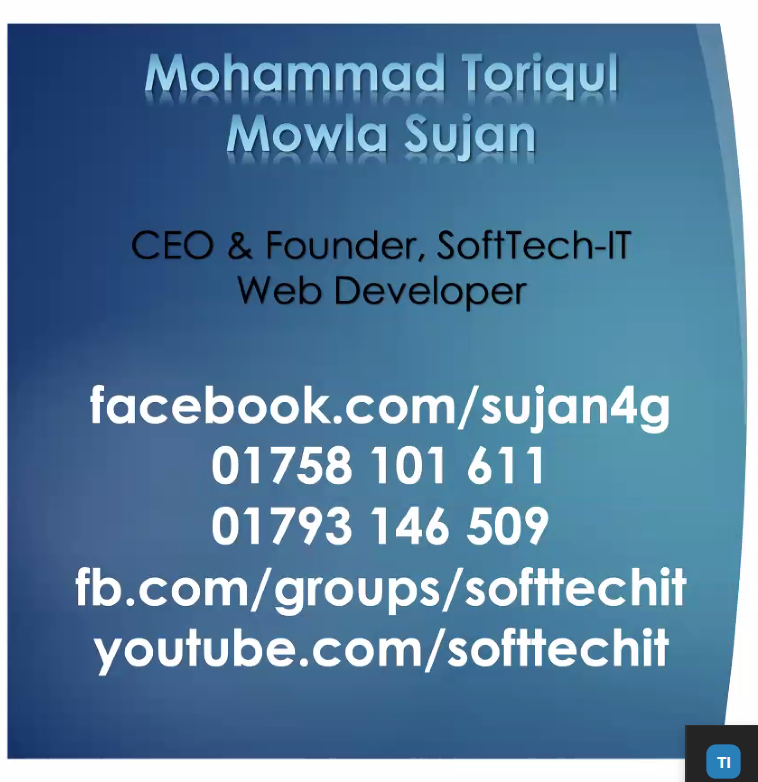 Mohammad Toriqul
Mowla Sujan
CEO & Founder, SoftTech-IT
Web Developer
facebook.com/sujan4g
01758 101 611
01793 146 509
fb.com/groups/softtechit
youtube.com/softtechit
TI